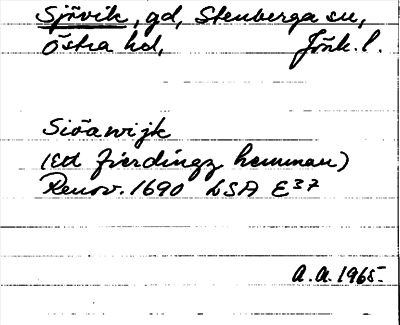 Sjövik, gd, Stenberga sn,
Östra hd, Jönk. l.
Siöawijk
(Ett fierdingz hemman)
Renov. 1690 LSA E37
A.A. 1965